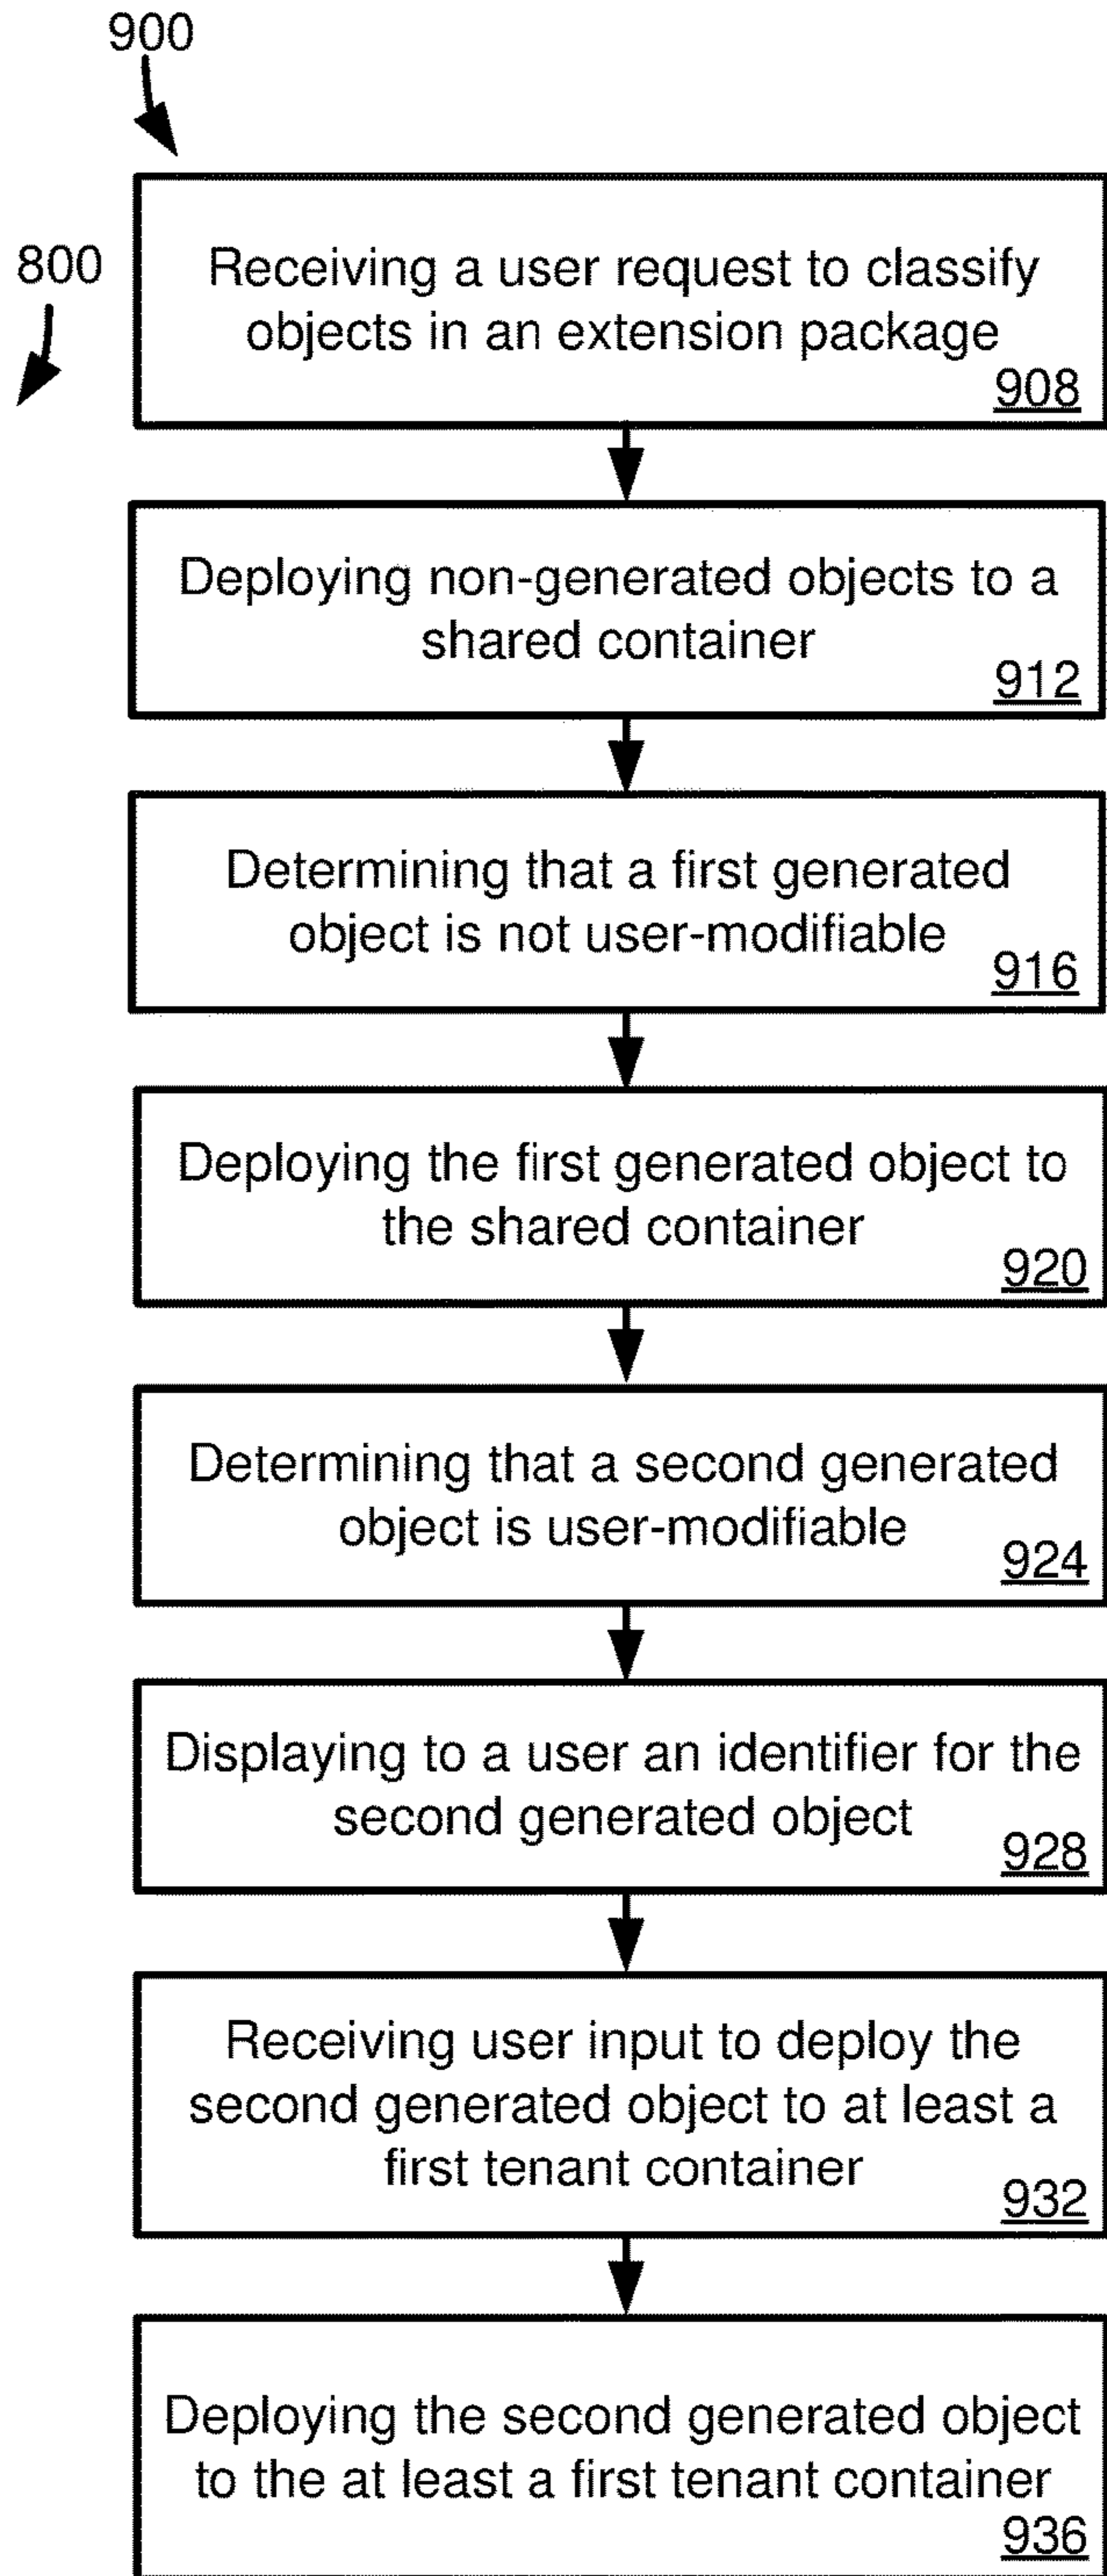 900
800
Receiving a user request to classify
objects in an extension package
908
Deploying non-generated objects to a
shared container
912
Determining that a first generated
object is not user-modifiable
916
Deploying the first generated object to
the shared container
920
Determining that a second generated
object is user-modifiable
924
Displaying to a user an identifier for the
second generated object
928
Receiving user input to deploy the
second generated object to at least a
first tenant container
932
Deploying the second generated object
to the at least a first tenant container
936